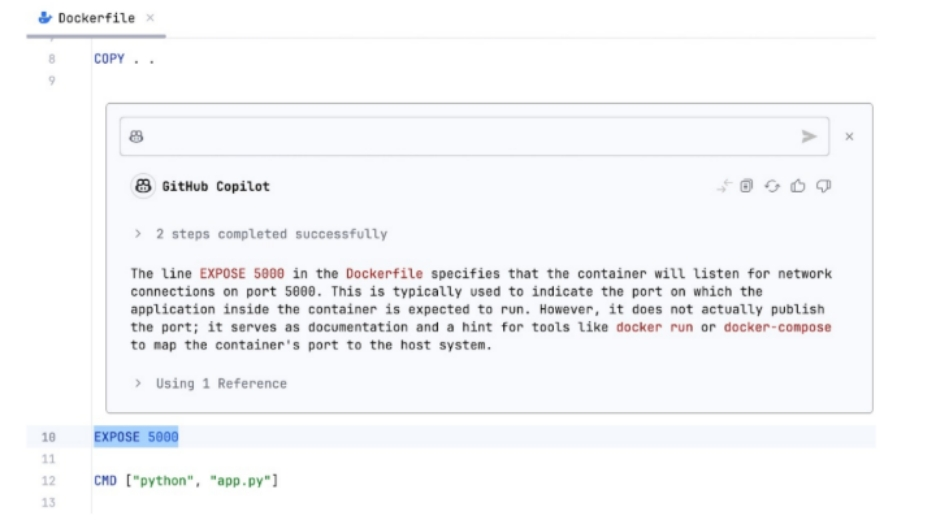 Dockerfile ×
8 COPY . .
9
GitHub Copilot
> 2 steps completed successfully
The line EXPOSE 5000 in the Dockerfile specifies that the container will listen for network
connections on port 5000. This is typically used to indicate the port on which the
application inside the container is expected to run. However, it does not actually publish
the port; it serves as documentation and a hint for tools like docker run or docker-compose
to map the container's port to the host system.
> Using 1 Reference
10 EXPOSE 5000
11
12 CMD ["python", "app.py"]
13